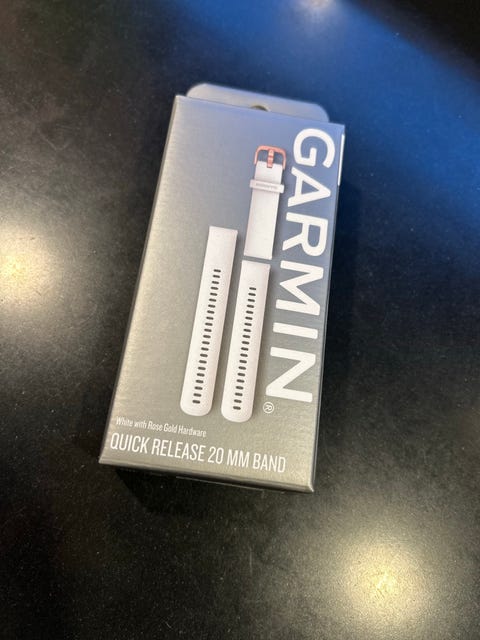 GARMIN®
White with Rose Gold Hardware
QUICK RELEASE 20 MM BAND